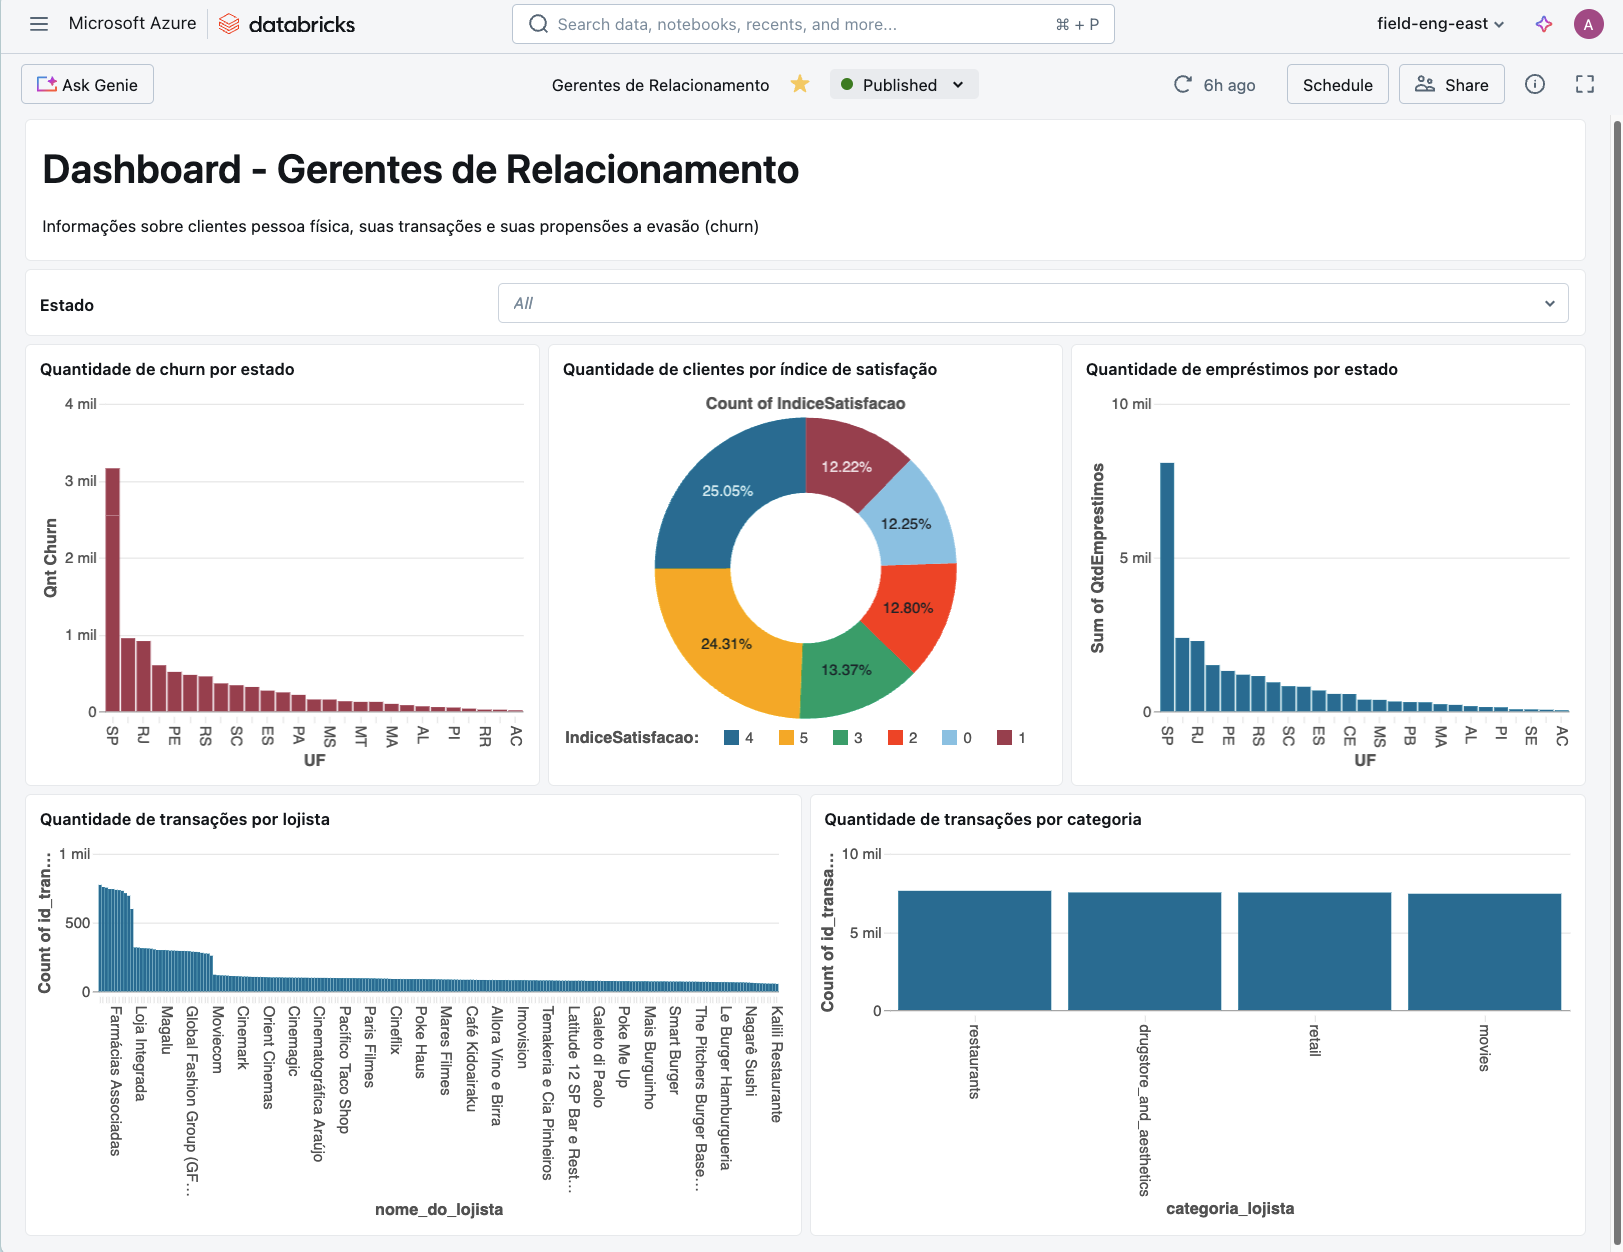 Microsoft Azure databricks
Search data, notebooks, recents, and more...
⌘ + P
field-eng-east
A
Ask Genie
Gerentes de Relacionamento
Published
6h ago
Schedule
Share
Dashboard - Gerentes de Relacionamento
Informações sobre clientes pessoa física, suas transações e suas propensões a evasão (churn)
Estado
All
Quantidade de churn por estado
4 mil
3 mil
2 mil
1 mil
0
Qnt Churn
SP
RJ
PE
RS
SC
ES
PA
MS
MT
MA
AL
PI
RR
AC
UF
Quantidade de clientes por índice de satisfação
Count of IndiceSatisfacao
12.22%
25.05%
12.25%
12.80%
24.31%
13.37%
IndiceSatisfacao: 4 5 3 2 0 1
Quantidade de empréstimos por estado
10 mil
5 mil
0
Sum of QtdEmprestimos
SP
RJ
PE
RS
SC
ES
CE
MS
PB
MA
AL
PI
SE
AC
UF
Quantidade de transações por lojista
1 mil
500
0
Count of id_tran...
Farmácias Associadas
Loja Integrada
Magalu
Global Fashion Group (GF...
Moviecom
Cinemark
Orient Cinemas
Cinemagic
Cinematográfica Araújo
Pacífico Taco Shop
Paris Filmes
Cineflix
Poke Haus
Mares Filmes
Café Kidoairaku
Allora Vino e Birra
Imovision
Temakeria e Cia Pinheiros
Latitude 12 SP Bar e Rest...
Galeto di Paolo
Poke Me Up
Mais Burguinho
Smart Burger
The Pitchers Burger Base...
Le Burger Hamburgueria
Nagarê Sushi
Kalili Restaurante
nome_do_lojista
Quantidade de transações por categoria
10 mil
5 mil
0
Count of id_transa...
restaurants
drugstore_and_aesthetics
retail
movies
categoria_lojista